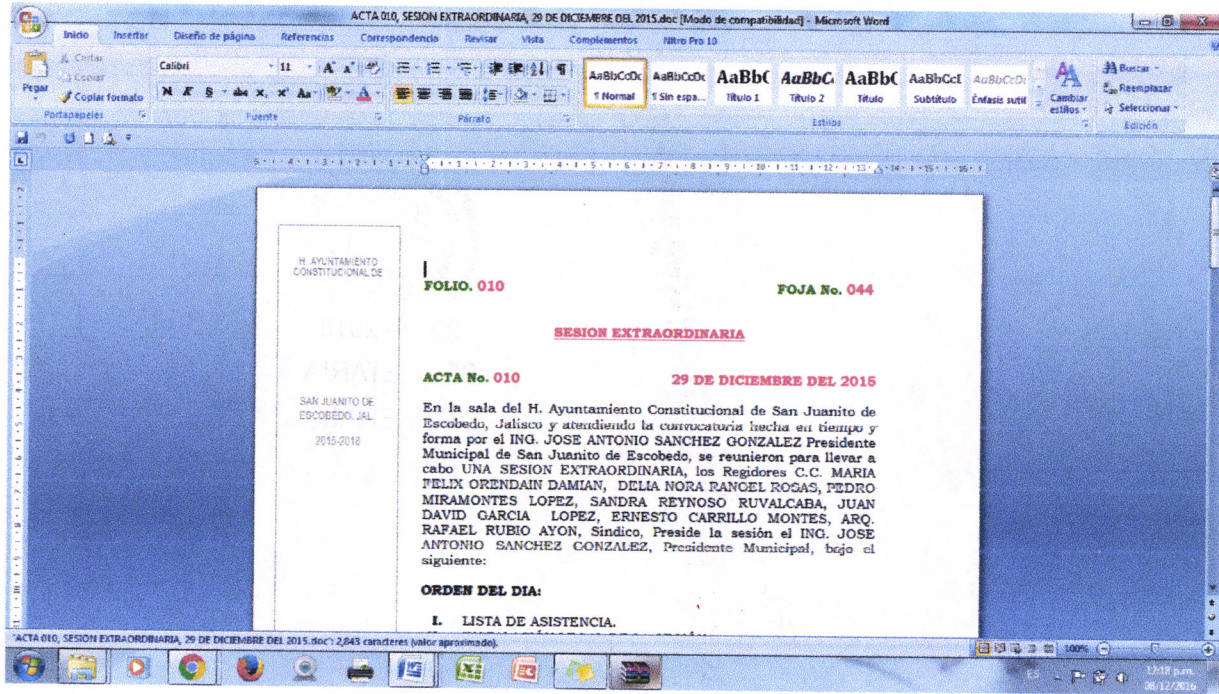 ACTA 010, SESION EXTRAORDINARIA, 29 DE DICIEMBRE DEL 2015.doc [Modo de compatibilidad] - Microsoft Word
Inicio Insertar Diseño de página Referencias Correspondencia Revisar Vista Complementos Nitro Pro 10
Pegar
Cortar
Copiar
Copiar formato
Calibri 11
AaBbCcDc AaBbCcDc AaBbC AaBbC AaBbC AaBbCcI AaBbCcDc
¶ Normal ¶ Sin espa... Título 1 Título 2 Título Subtítulo Énfasis sutil
Cambiar estilos
Buscar
Reemplazar
Seleccionar
Portapapeles Fuente Párrafo Estilos Edición
H. AYUNTAMIENTO
CONSTITUCIONAL DE
SAN JUANITO DE
ESCOBEDO, JAL.
2015-2018
FOLIO. 010 FOJA No. 044
SESION EXTRAORDINARIA
ACTA No. 010 29 DE DICIEMBRE DEL 2015
En la sala del H. Ayuntamiento Constitucional de San Juanito de
Escobedo, Jalisco y atendiendo la convocatoria hecha en tiempo y
forma por el ING. JOSE ANTONIO SANCHEZ GONZALEZ Presidente
Municipal de San Juanito de Escobedo, se reunieron para llevar a
cabo UNA SESION EXTRAORDINARIA, los Regidores C.C. MARIA
FELIX ORENDAIN DAMIAN, DELIA NORA RANGEL ROSAS, PEDRO
MIRAMONTES LOPEZ, SANDRA REYNOSO RUVALCABA, JUAN
DAVID GARCIA LOPEZ, ERNESTO CARRILLO MONTES, ARQ.
RAFAEL RUBIO AYON, Sindico, Preside la sesión el ING. JOSE
ANTONIO SANCHEZ GONZALEZ, Presidente Municipal, bajo el
siguiente:
ORDEN DEL DIA:
I. LISTA DE ASISTENCIA.
"ACTA 010, SESION EXTRAORDINARIA, 29 DE DICIEMBRE DEL 2015.doc": 2,843 caracteres (valor aproximado).
100%
ES
12:18 p.m.
08/12/2016